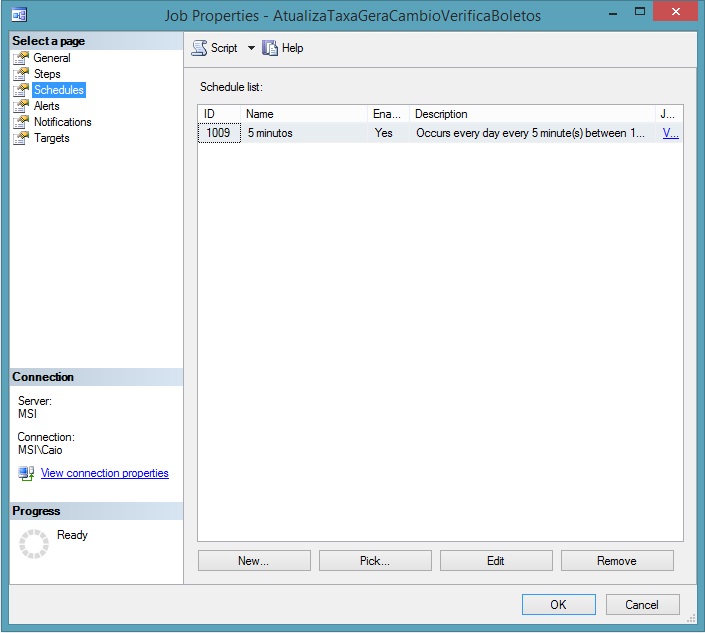 Job Properties - AtualizaTaxaGeraCambioVerificaBoletos
Select a page
General
Steps
Schedules
Alerts
Notifications
Targets
Script
Help
Schedule list:
ID Name Ena... Description J...
1009 5 minutos Yes Occurs every day every 5 minute(s) between 1... V...
Connection
Server:
MSI
Connection:
MSI\Caio
View connection properties
Progress
Ready
New... Pick... Edit Remove
OK Cancel